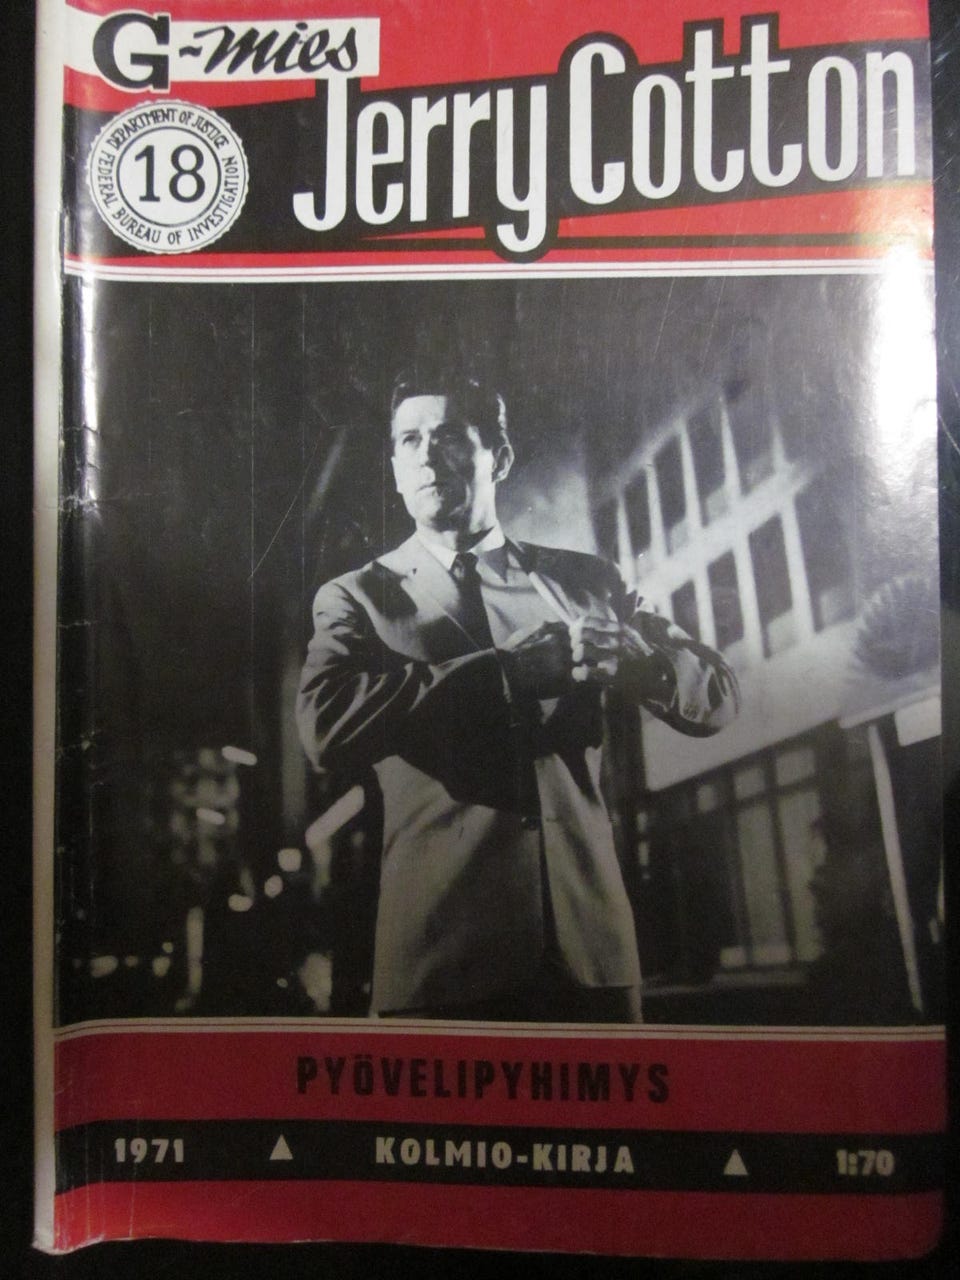 G-mies
Jerry Cotton
DEPARTMENT OF JUSTICE
18
FEDERAL BUREAU OF INVESTIGATION
PYÖVELIPYHIMYS
1971 ▲ KOLMIO-KIRJA ▲ 1:70